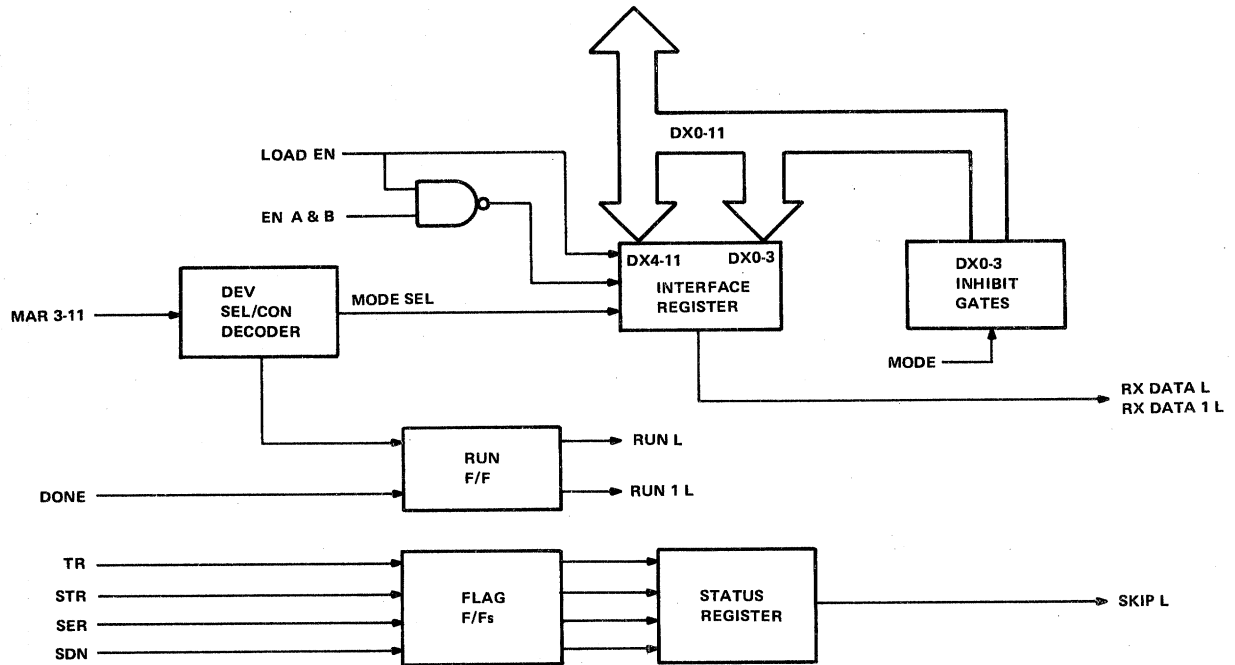 DX0-11
LOAD EN
EN A & B
DX4-11 DX0-3
INTERFACE
REGISTER
DX0-3
INHIBIT
GATES
DEV
SEL/CON
DECODER
MODE SEL
MAR 3-11
MODE
RX DATA L
RX DATA 1 L
RUN
F/F
RUN L
RUN 1 L
DONE
TR
STR
SER
SDN
FLAG
F/Fs
STATUS
REGISTER
SKIP L